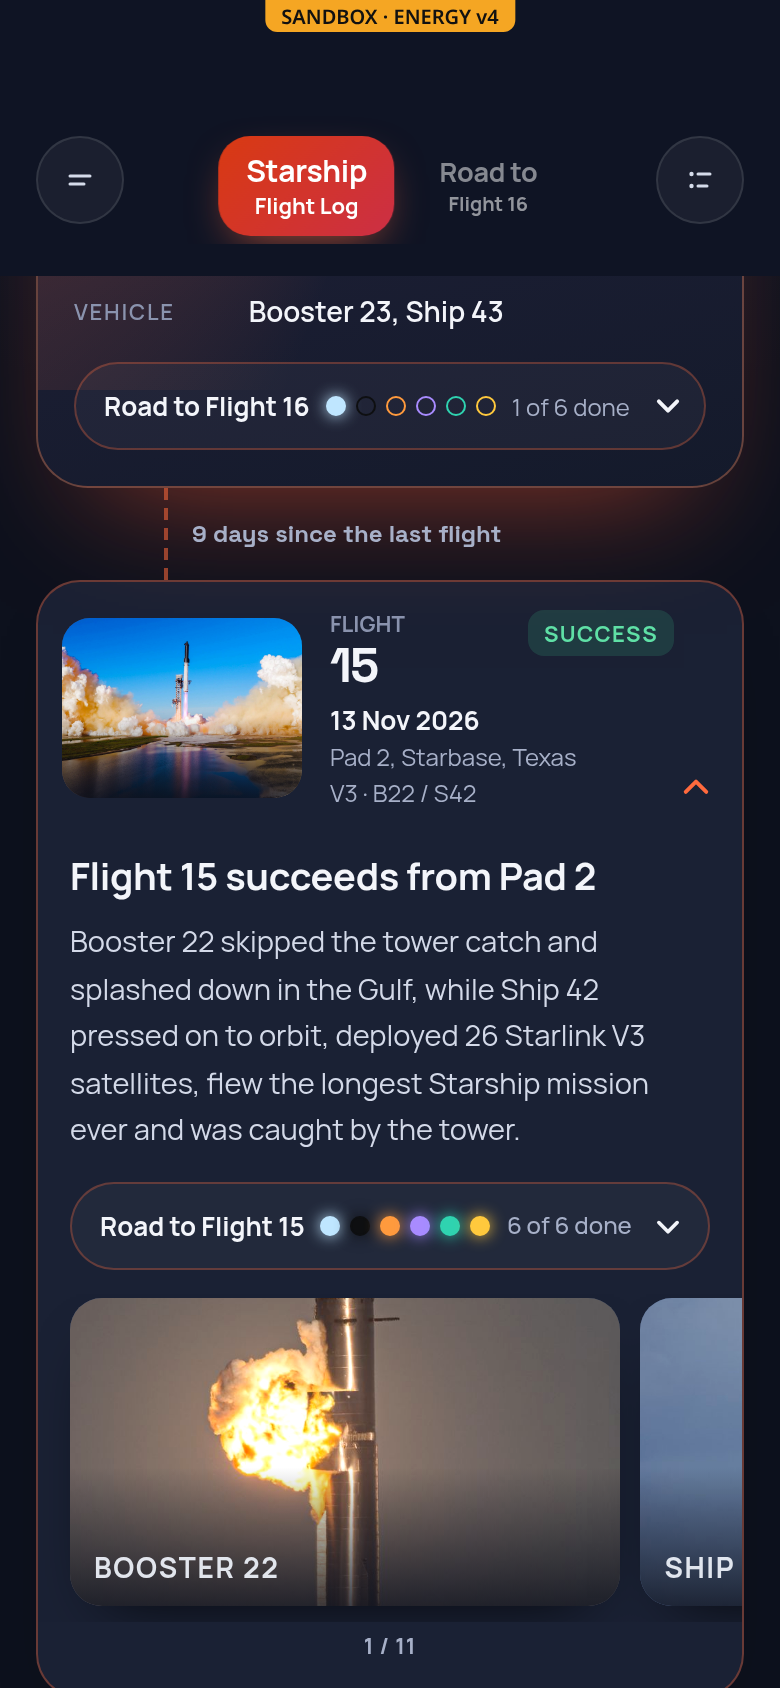 SANDBOX · ENERGY v4
Starship
Flight Log
Road to
Flight 16
VEHICLE Booster 23, Ship 43
Road to Flight 16 1 of 6 done
9 days since the last flight
FLIGHT
15
SUCCESS
13 Nov 2026
Pad 2, Starbase, Texas
V3 · B22 / S42
Flight 15 succeeds from Pad 2
Booster 22 skipped the tower catch and
splashed down in the Gulf, while Ship 42
pressed on to orbit, deployed 26 Starlink V3
satellites, flew the longest Starship mission
ever and was caught by the tower.
Road to Flight 15 6 of 6 done
BOOSTER 22
SHIP
1 / 11